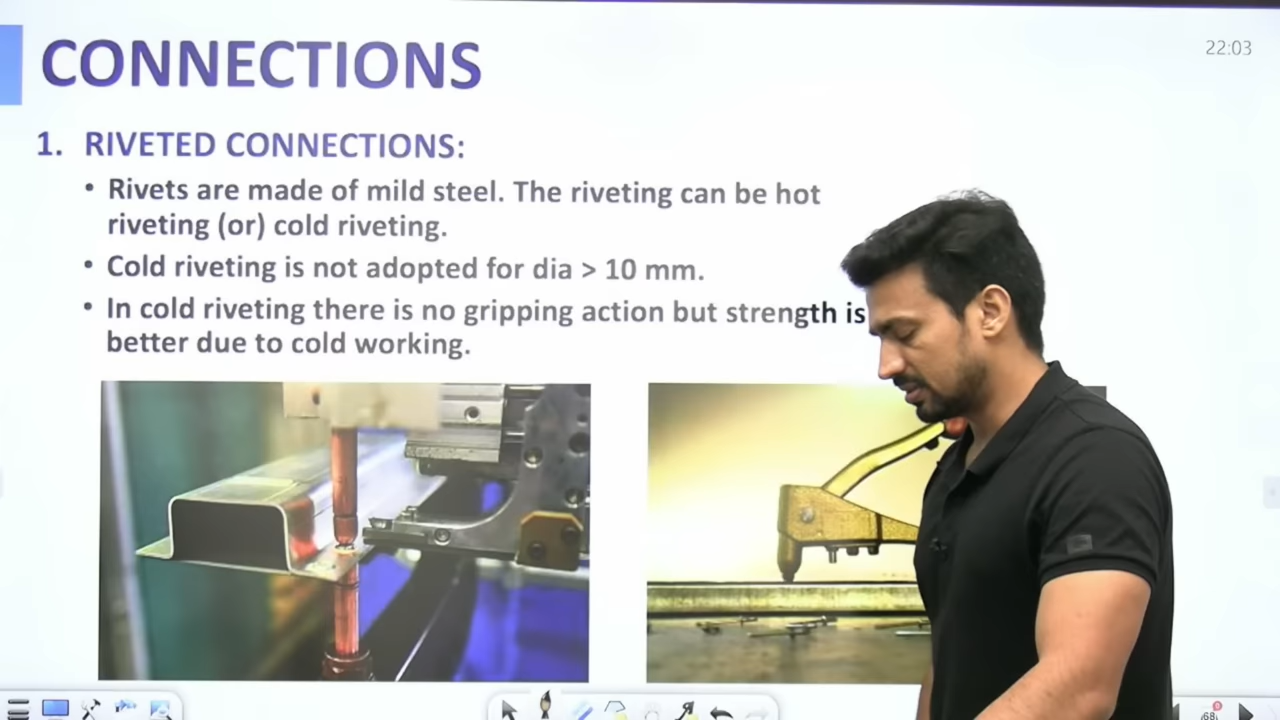 CONNECTIONS
22:03
1. RIVETED CONNECTIONS:
• Rivets are made of mild steel. The riveting can be hot
riveting (or) cold riveting.
• Cold riveting is not adopted for dia > 10 mm.
• In cold riveting there is no gripping action but strength is
better due to cold working.